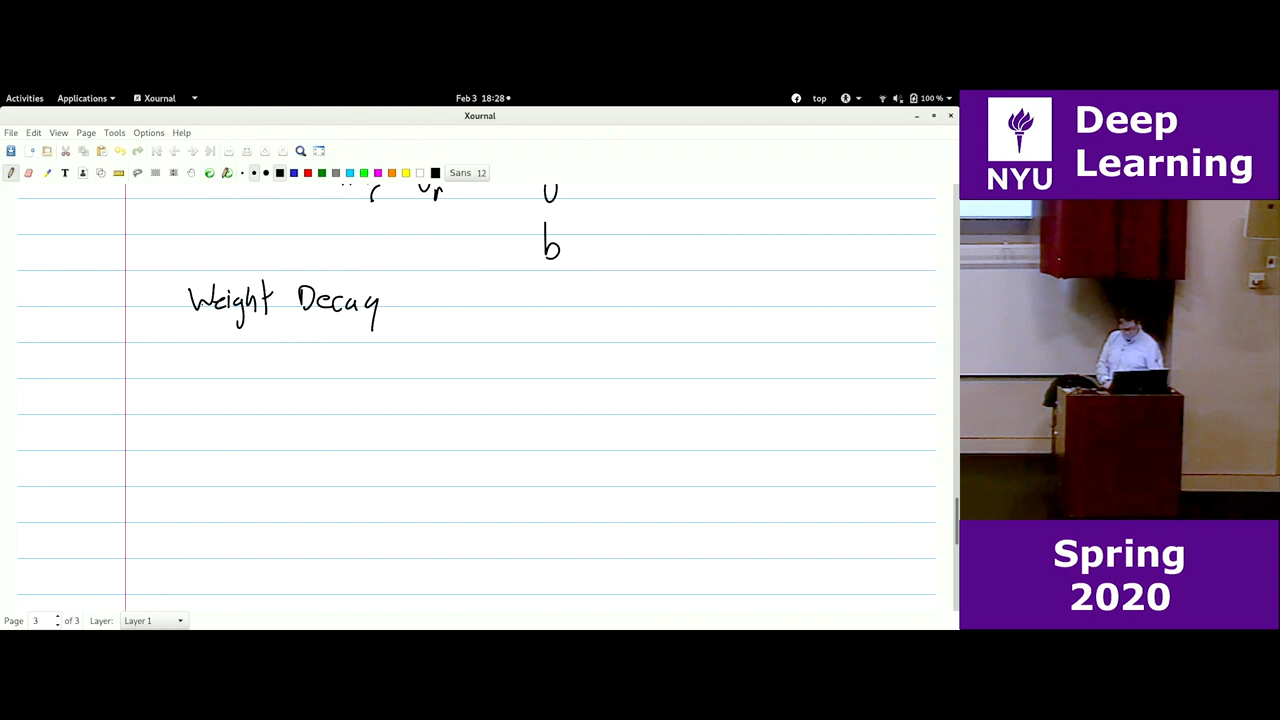 Activities Applications Xournal Feb 3 18:28 top 100 %
Xournal
File Edit View Page Tools Options Help
T Sans 12
b
Weight Decay
Page 3 of 3 Layer: Layer 1
NYU
Deep
Learning
Spring
2020